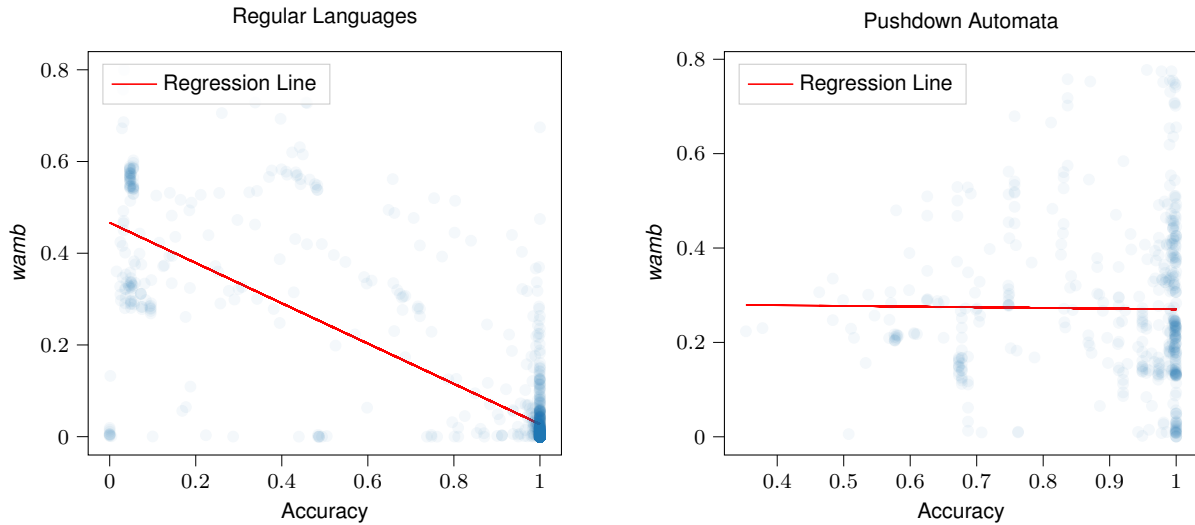 Regular Languages
Regression Line
wamb
0.8
0.6
0.4
0.2
0
0 0.2 0.4 0.6 0.8 1
Accuracy
Pushdown Automata
Regression Line
wamb
0.8
0.6
0.4
0.2
0
0.4 0.5 0.6 0.7 0.8 0.9 1
Accuracy